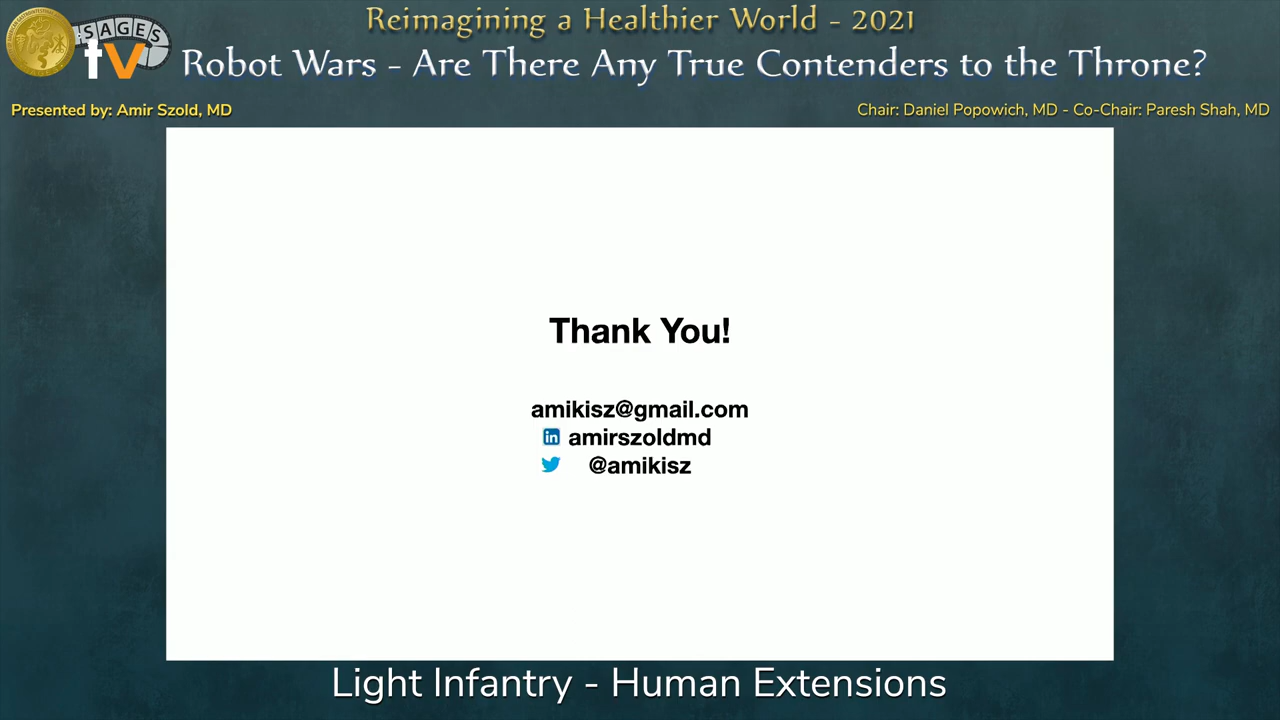 SAGES
tv
Reimagining a Healthier World - 2021
Robot Wars - Are There Any True Contenders to the Throne?
Presented by: Amir Szold, MD
Chair: Daniel Popowich, MD - Co-Chair: Paresh Shah, MD
Thank You!
amikisz@gmail.com
in amirszoldmd
@amikisz
Light Infantry - Human Extensions